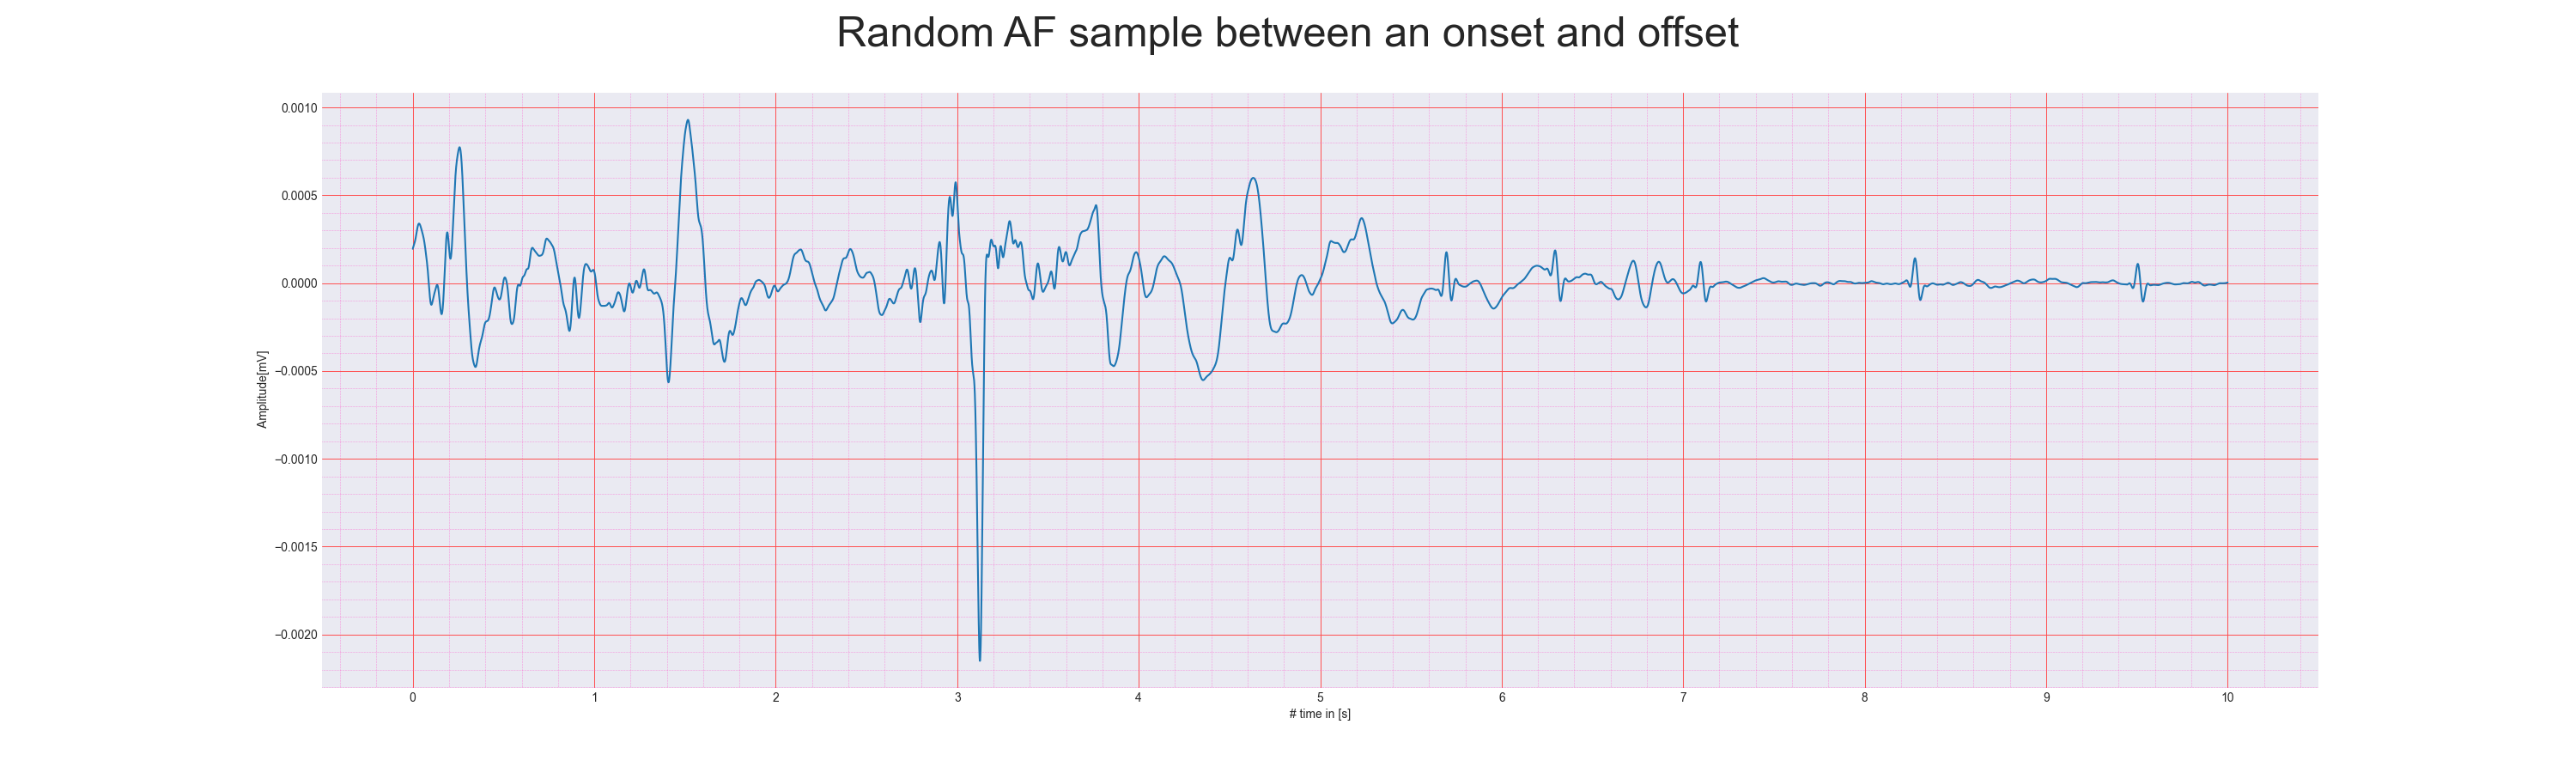 Random AF sample between an onset and offset
0.0010
0.0005
0.0000
−0.0005
−0.0010
−0.0015
−0.0020
Amplitude[mV]
0 1 2 3 4 5 6 7 8 9 10
# time in [s]